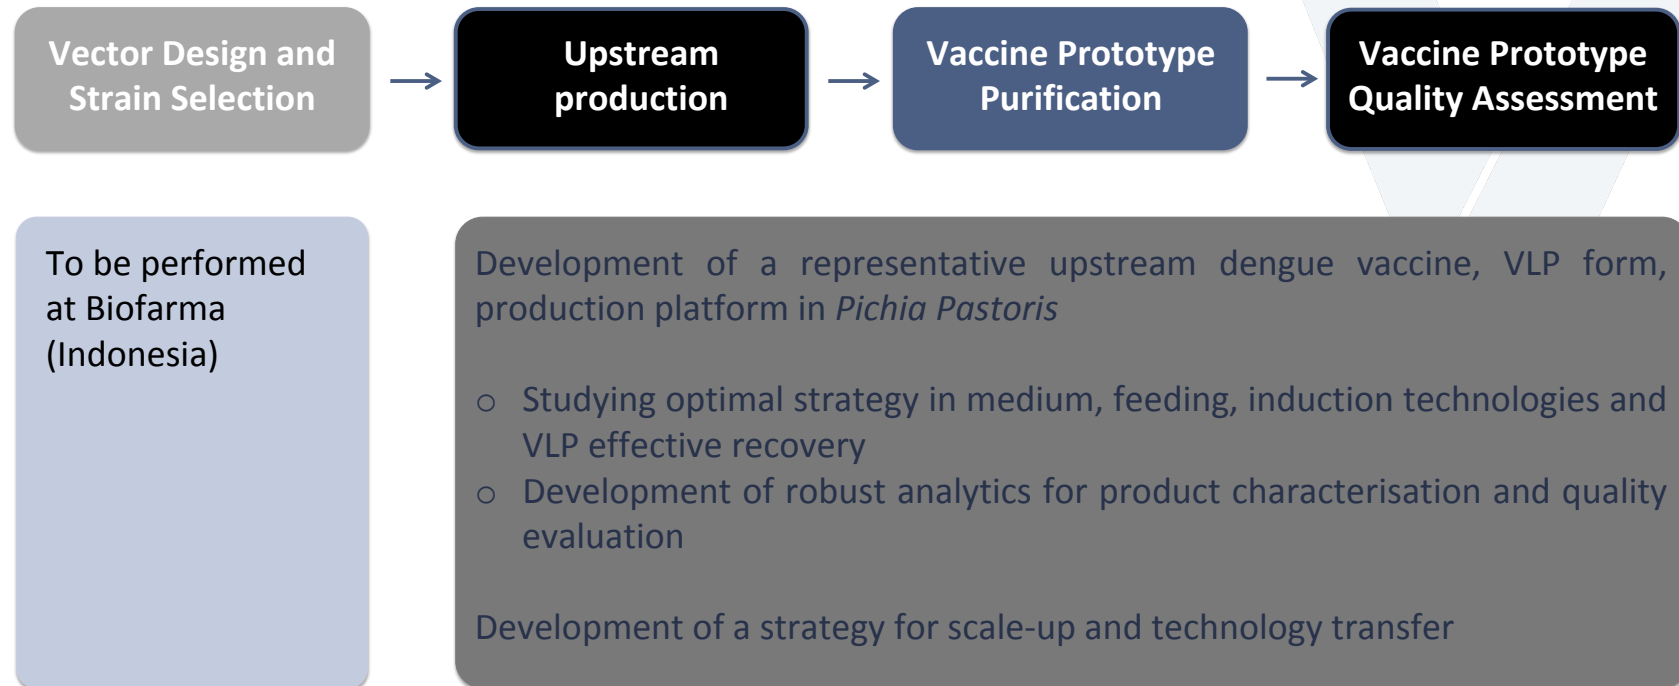 Vector Design and
Strain Selection
Upstream
production
Vaccine Prototype
Purification
Vaccine Prototype
Quality Assessment
To be performed
at Biofarma
(Indonesia)
Development of a representative upstream dengue vaccine, VLP form,
production platform in Pichia Pastoris
o Studying optimal strategy in medium, feeding, induction technologies and
VLP effective recovery
o Development of robust analytics for product characterisation and quality
evaluation
Development of a strategy for scale-up and technology transfer